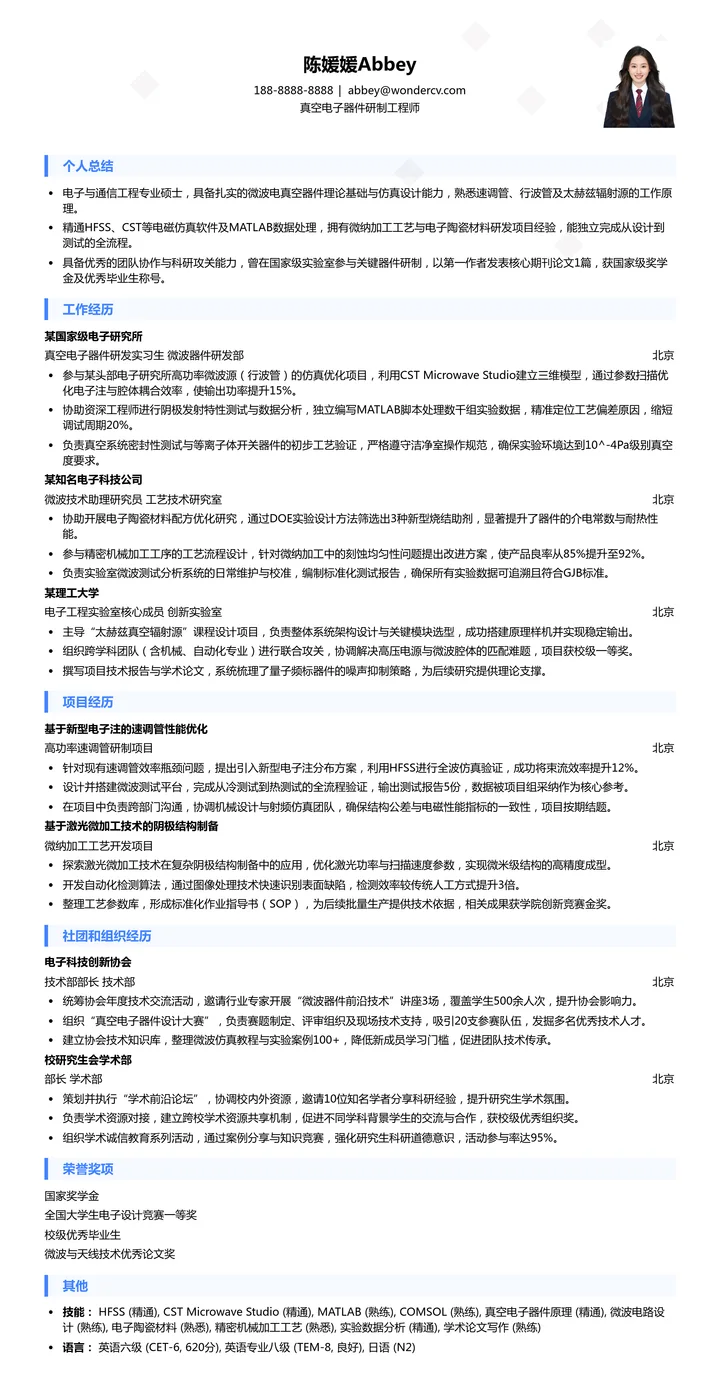 陈媛媛Abbey
188-8888-8888 | abbey@wondercv.com
真空电子器件研制工程师
个人总结
• 电子与通信工程专业硕士，具备扎实的微波电真空器件理论基础与仿真设计能力，熟悉速调管、行波管及太赫兹辐射源的工作原
理。
• 精通HFSS、CST等电磁仿真软件及MATLAB数据处理，拥有微纳加工工艺与电子陶瓷材料研发项目经验，能独立完成从设计到
测试的全流程。
• 具备优秀的团队协作与科研攻关能力，曾在国家级实验室参与关键器件研制，以第一作者发表核心期刊论文1篇，获国家级奖学
金及优秀毕业生称号。
工作经历
某国家级电子研究所
真空电子器件研发实习生 微波器件研发部 北京
• 参与某头部电子研究所高功率微波源（行波管）的仿真优化项目，利用CST Microwave Studio建立三维模型，通过参数扫描优
化电子注与腔体耦合效率，使输出功率提升15%。
• 协助资深工程师进行阴极发射特性测试与数据分析，独立编写MATLAB脚本处理数千组实验数据，精准定位工艺偏差原因，缩短
调试周期20%。
• 负责真空系统密封性测试与等离子体开关器件的初步工艺验证，严格遵守洁净室操作规范，确保实验环境达到10^-4Pa级别真空
度要求。
某知名电子科技公司
微波技术助理研究员 工艺技术研究室 北京
• 协助开展电子陶瓷材料配方优化研究，通过DOE实验设计方法筛选出3种新型烧结助剂，显著提升了器件的介电常数与耐热性
能。
• 参与精密机械加工工序的工艺流程设计，针对微纳加工中的刻蚀均匀性问题提出改进方案，使产品良率从85%提升至92%。
• 负责实验室微波测试分析系统的日常维护与校准，编制标准化测试报告，确保所有实验数据可追溯且符合GJB标准。
某理工大学
电子工程实验室核心成员 创新实验室 北京
• 主导“太赫兹真空辐射源”课程设计项目，负责整体系统架构设计与关键模块选型，成功搭建原理样机并实现稳定输出。
• 组织跨学科团队（含机械、自动化专业）进行联合攻关，协调解决高压电源与微波腔体的匹配难题，项目获校级一等奖。
• 撰写项目技术报告与学术论文，系统梳理了量子频标器件的噪声抑制策略，为后续研究提供理论支撑。
项目经历
基于新型电子注的速调管性能优化
高功率速调管研制项目 北京
• 针对现有速调管效率瓶颈问题，提出引入新型电子注分布方案，利用HFSS进行全波仿真验证，成功将束流效率提升12%。
• 设计并搭建微波测试平台，完成从冷测试到热测试的全流程验证，输出测试报告5份，数据被项目组采纳作为核心参考。
• 在项目中负责跨部门沟通，协调机械设计与射频仿真团队，确保结构公差与电磁性能指标的一致性，项目按期结题。
基于激光微加工技术的阴极结构制备
微纳加工工艺开发项目 北京
• 探索激光微加工技术在复杂阴极结构制备中的应用，优化激光功率与扫描速度参数，实现微米级结构的高精度成型。
• 开发自动化检测算法，通过图像处理技术快速识别表面缺陷，检测效率较传统人工方式提升3倍。
• 整理工艺参数库，形成标准化作业指导书（SOP），为后续批量生产提供技术依据，相关成果获学院创新竞赛金奖。
社团和组织经历
电子科技创新协会
技术部部长 技术部 北京
• 统筹协会年度技术交流活动，邀请行业专家开展“微波器件前沿技术”讲座3场，覆盖学生500余人次，提升协会影响力。
• 组织“真空电子器件设计大赛”，负责赛题制定、评审组织及现场技术支持，吸引20支参赛队伍，发掘多名优秀技术人才。
• 建立协会技术知识库，整理微波仿真教程与实验案例100+，降低新成员学习门槛，促进团队技术传承。
校研究生会学术部
部长 学术部 北京
• 策划并执行“学术前沿论坛”，协调校内外资源，邀请10位知名学者分享科研经验，提升研究生学术氛围。
• 负责学术资源对接，建立跨校学术资源共享机制，促进不同学科背景学生的交流与合作，获校级优秀组织奖。
• 组织学术诚信教育系列活动，通过案例分享与知识竞赛，强化研究生科研道德意识，活动参与率达95%。
荣誉奖项
国家奖学金
全国大学生电子设计竞赛一等奖
校级优秀毕业生
微波与天线技术优秀论文奖
其他
• 技能： HFSS (精通), CST Microwave Studio (精通), MATLAB (熟练), COMSOL (熟练), 真空电子器件原理 (精通), 微波电路设
计 (熟练), 电子陶瓷材料 (熟悉), 精密机械加工工艺 (熟悉), 实验数据分析 (精通), 学术论文写作 (熟练)
• 语言： 英语六级 (CET-6, 620分), 英语专业八级 (TEM-8, 良好), 日语 (N2)